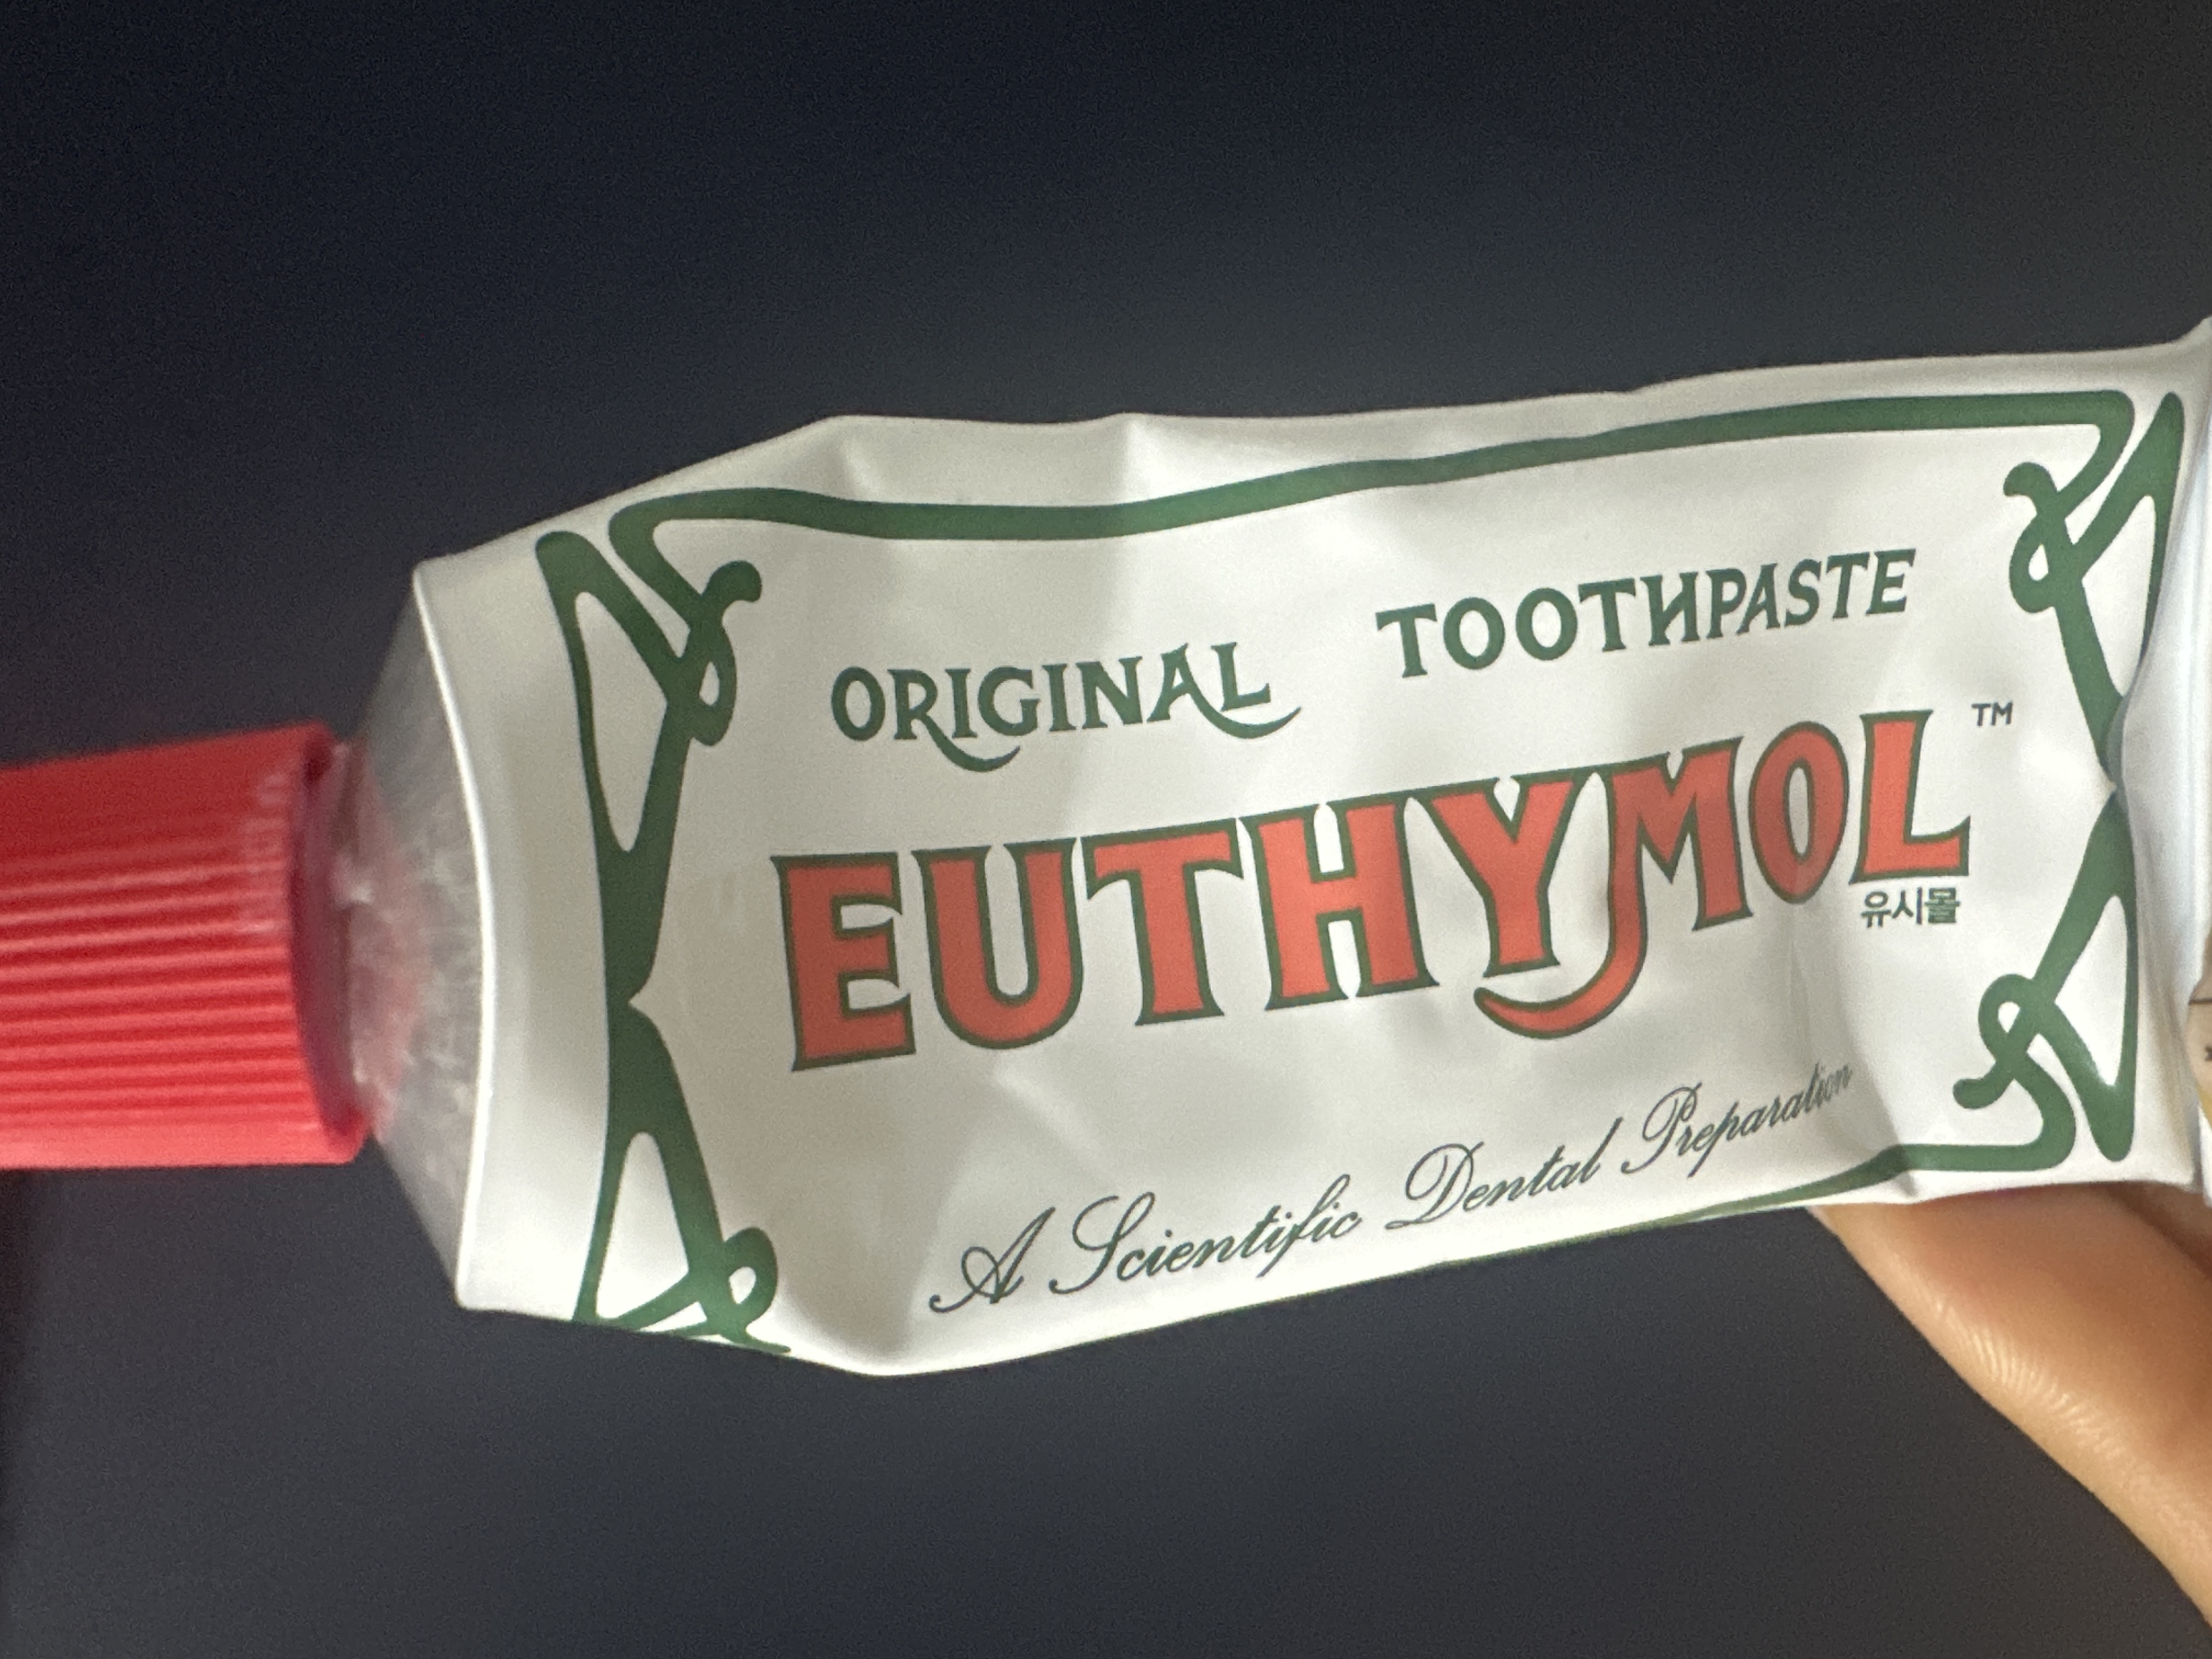 ORIGINAL TOOTHPASTE
EUTHYMOL™
유시몰
A Scientific Dental Preparation